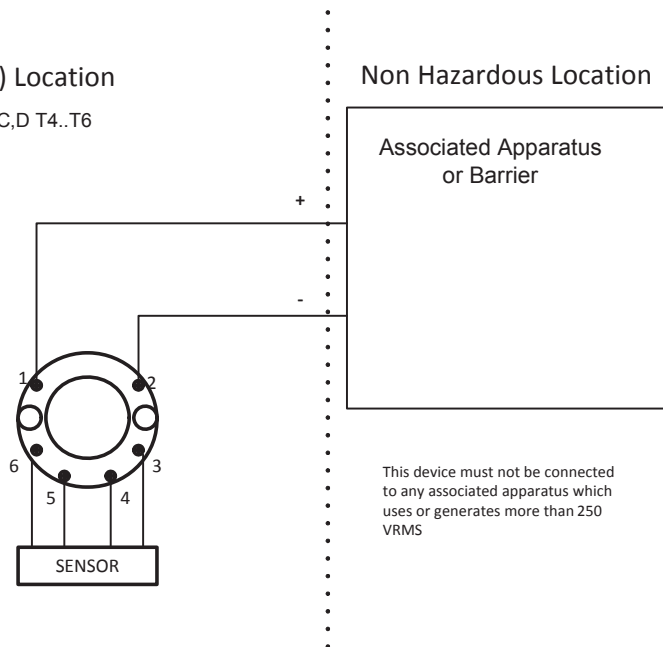 ) Location
C,D T4..T6
Non Hazardous Location
Associated Apparatus
or Barrier
+
-
1
2
6
3
5
4
SENSOR
This device must not be connected
to any associated apparatus which
uses or generates more than 250
VRMS